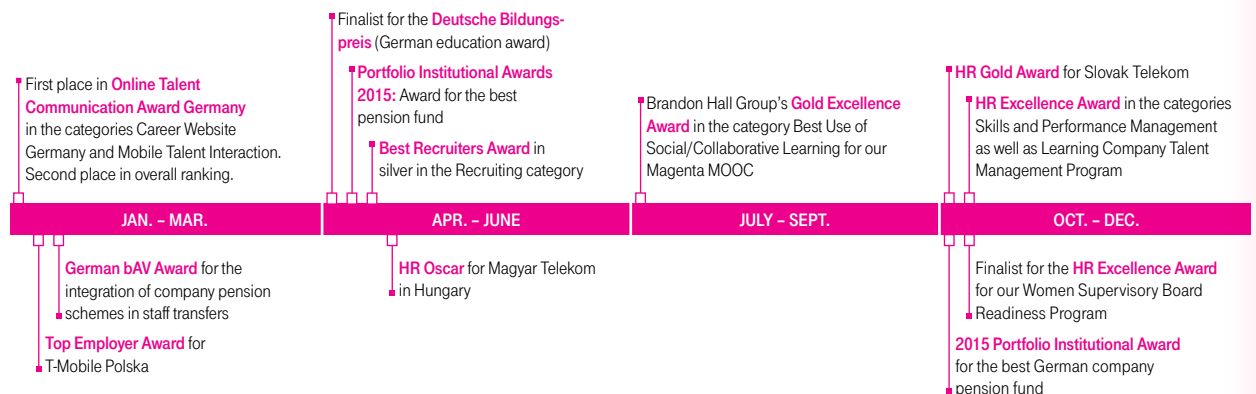 First place in Online Talent
Communication Award Germany
in the categories Career Website
Germany and Mobile Talent Interaction.
Second place in overall ranking.
Finalist for the Deutsche Bildungs-
preis (German education award)
Portfolio Institutional Awards
2015: Award for the best
pension fund
Best Recruiters Award in
silver in the Recruiting category
Brandon Hall Group's Gold Excellence
Award in the category Best Use of
Social/Collaborative Learning for our
Magenta MOOC
HR Gold Award for Slovak Telekom
HR Excellence Award in the categories
Skills and Performance Management
as well as Learning Company Talent
Management Program
JAN. – MAR.
APR. – JUNE
JULY – SEPT.
OCT. – DEC.
German bAV Award for the
integration of company pension
schemes in staff transfers
Top Employer Award for
T-Mobile Polska
HR Oscar for Magyar Telekom
in Hungary
Finalist for the HR Excellence Award
for our Women Supervisory Board
Readiness Program
2015 Portfolio Institutional Award
for the best German company
pension fund